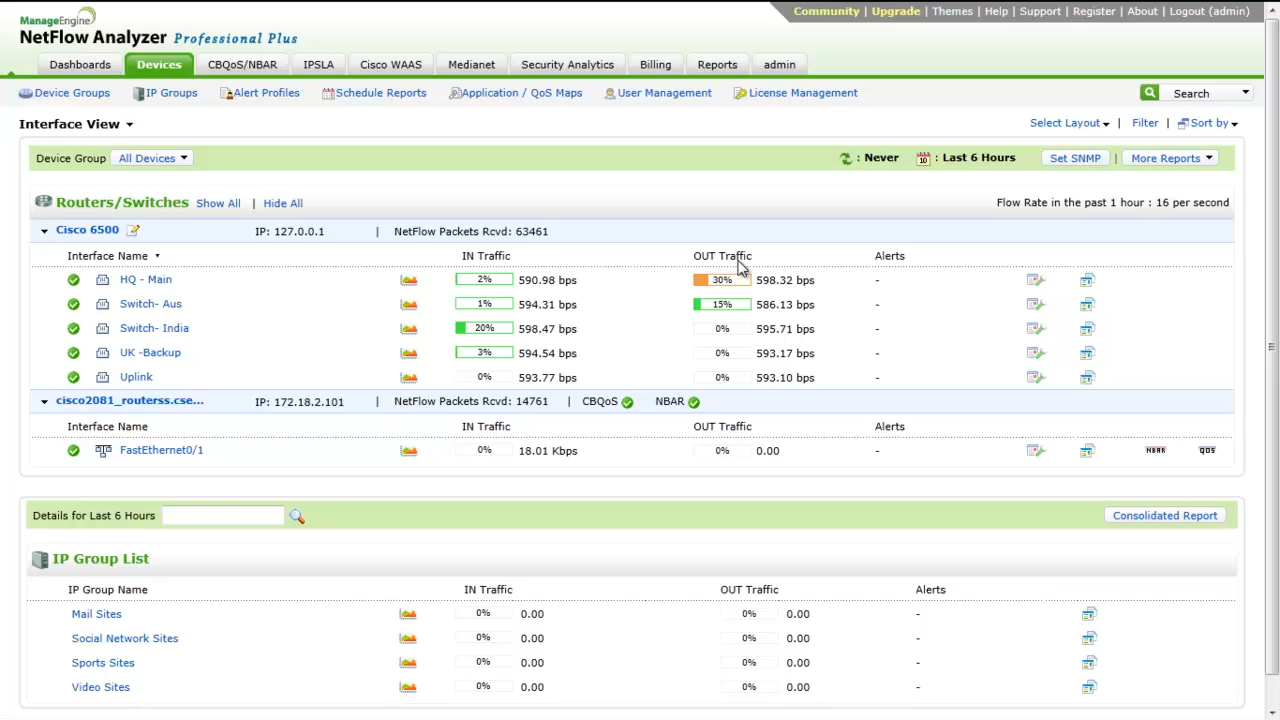 Community | Upgrade | Themes | Help | Support | Register | About | Logout (admin)
ManageEngine
NetFlow Analyzer Professional Plus
Dashboards Devices CBQoS/NBAR IPSLA Cisco WAAS Medianet Security Analytics Billing Reports admin
Device Groups IP Groups Alert Profiles Schedule Reports Application / QoS Maps User Management License Management Search
Interface View Select Layout | Filter | Sort by
Device Group All Devices : Never 10 : Last 6 Hours Set SNMP | More Reports
Routers/Switches Show All | Hide All Flow Rate in the past 1 hour : 16 per second
Cisco 6500 IP: 127.0.0.1 | NetFlow Packets Rcvd: 63461
Interface Name IN Traffic OUT Traffic Alerts
HQ - Main 2% 590.98 bps 30% 598.32 bps -
Switch- Aus 1% 594.31 bps 15% 586.13 bps -
Switch- India 20% 598.47 bps 0% 595.71 bps -
UK -Backup 3% 594.54 bps 0% 593.17 bps -
Uplink 0% 593.77 bps 0% 593.10 bps -
cisco2081_routerss.cse... IP: 172.18.2.101 | NetFlow Packets Rcvd: 14761 | CBQoS NBAR
Interface Name IN Traffic OUT Traffic Alerts
FastEthernet0/1 0% 18.01 Kbps 0% 0.00 - NBAR QOS
Details for Last 6 Hours Consolidated Report
IP Group List
IP Group Name IN Traffic OUT Traffic Alerts
Mail Sites 0% 0.00 0% 0.00 -
Social Network Sites 0% 0.00 0% 0.00 -
Sports Sites 0% 0.00 0% 0.00 -
Video Sites 0% 0.00 0% 0.00 -